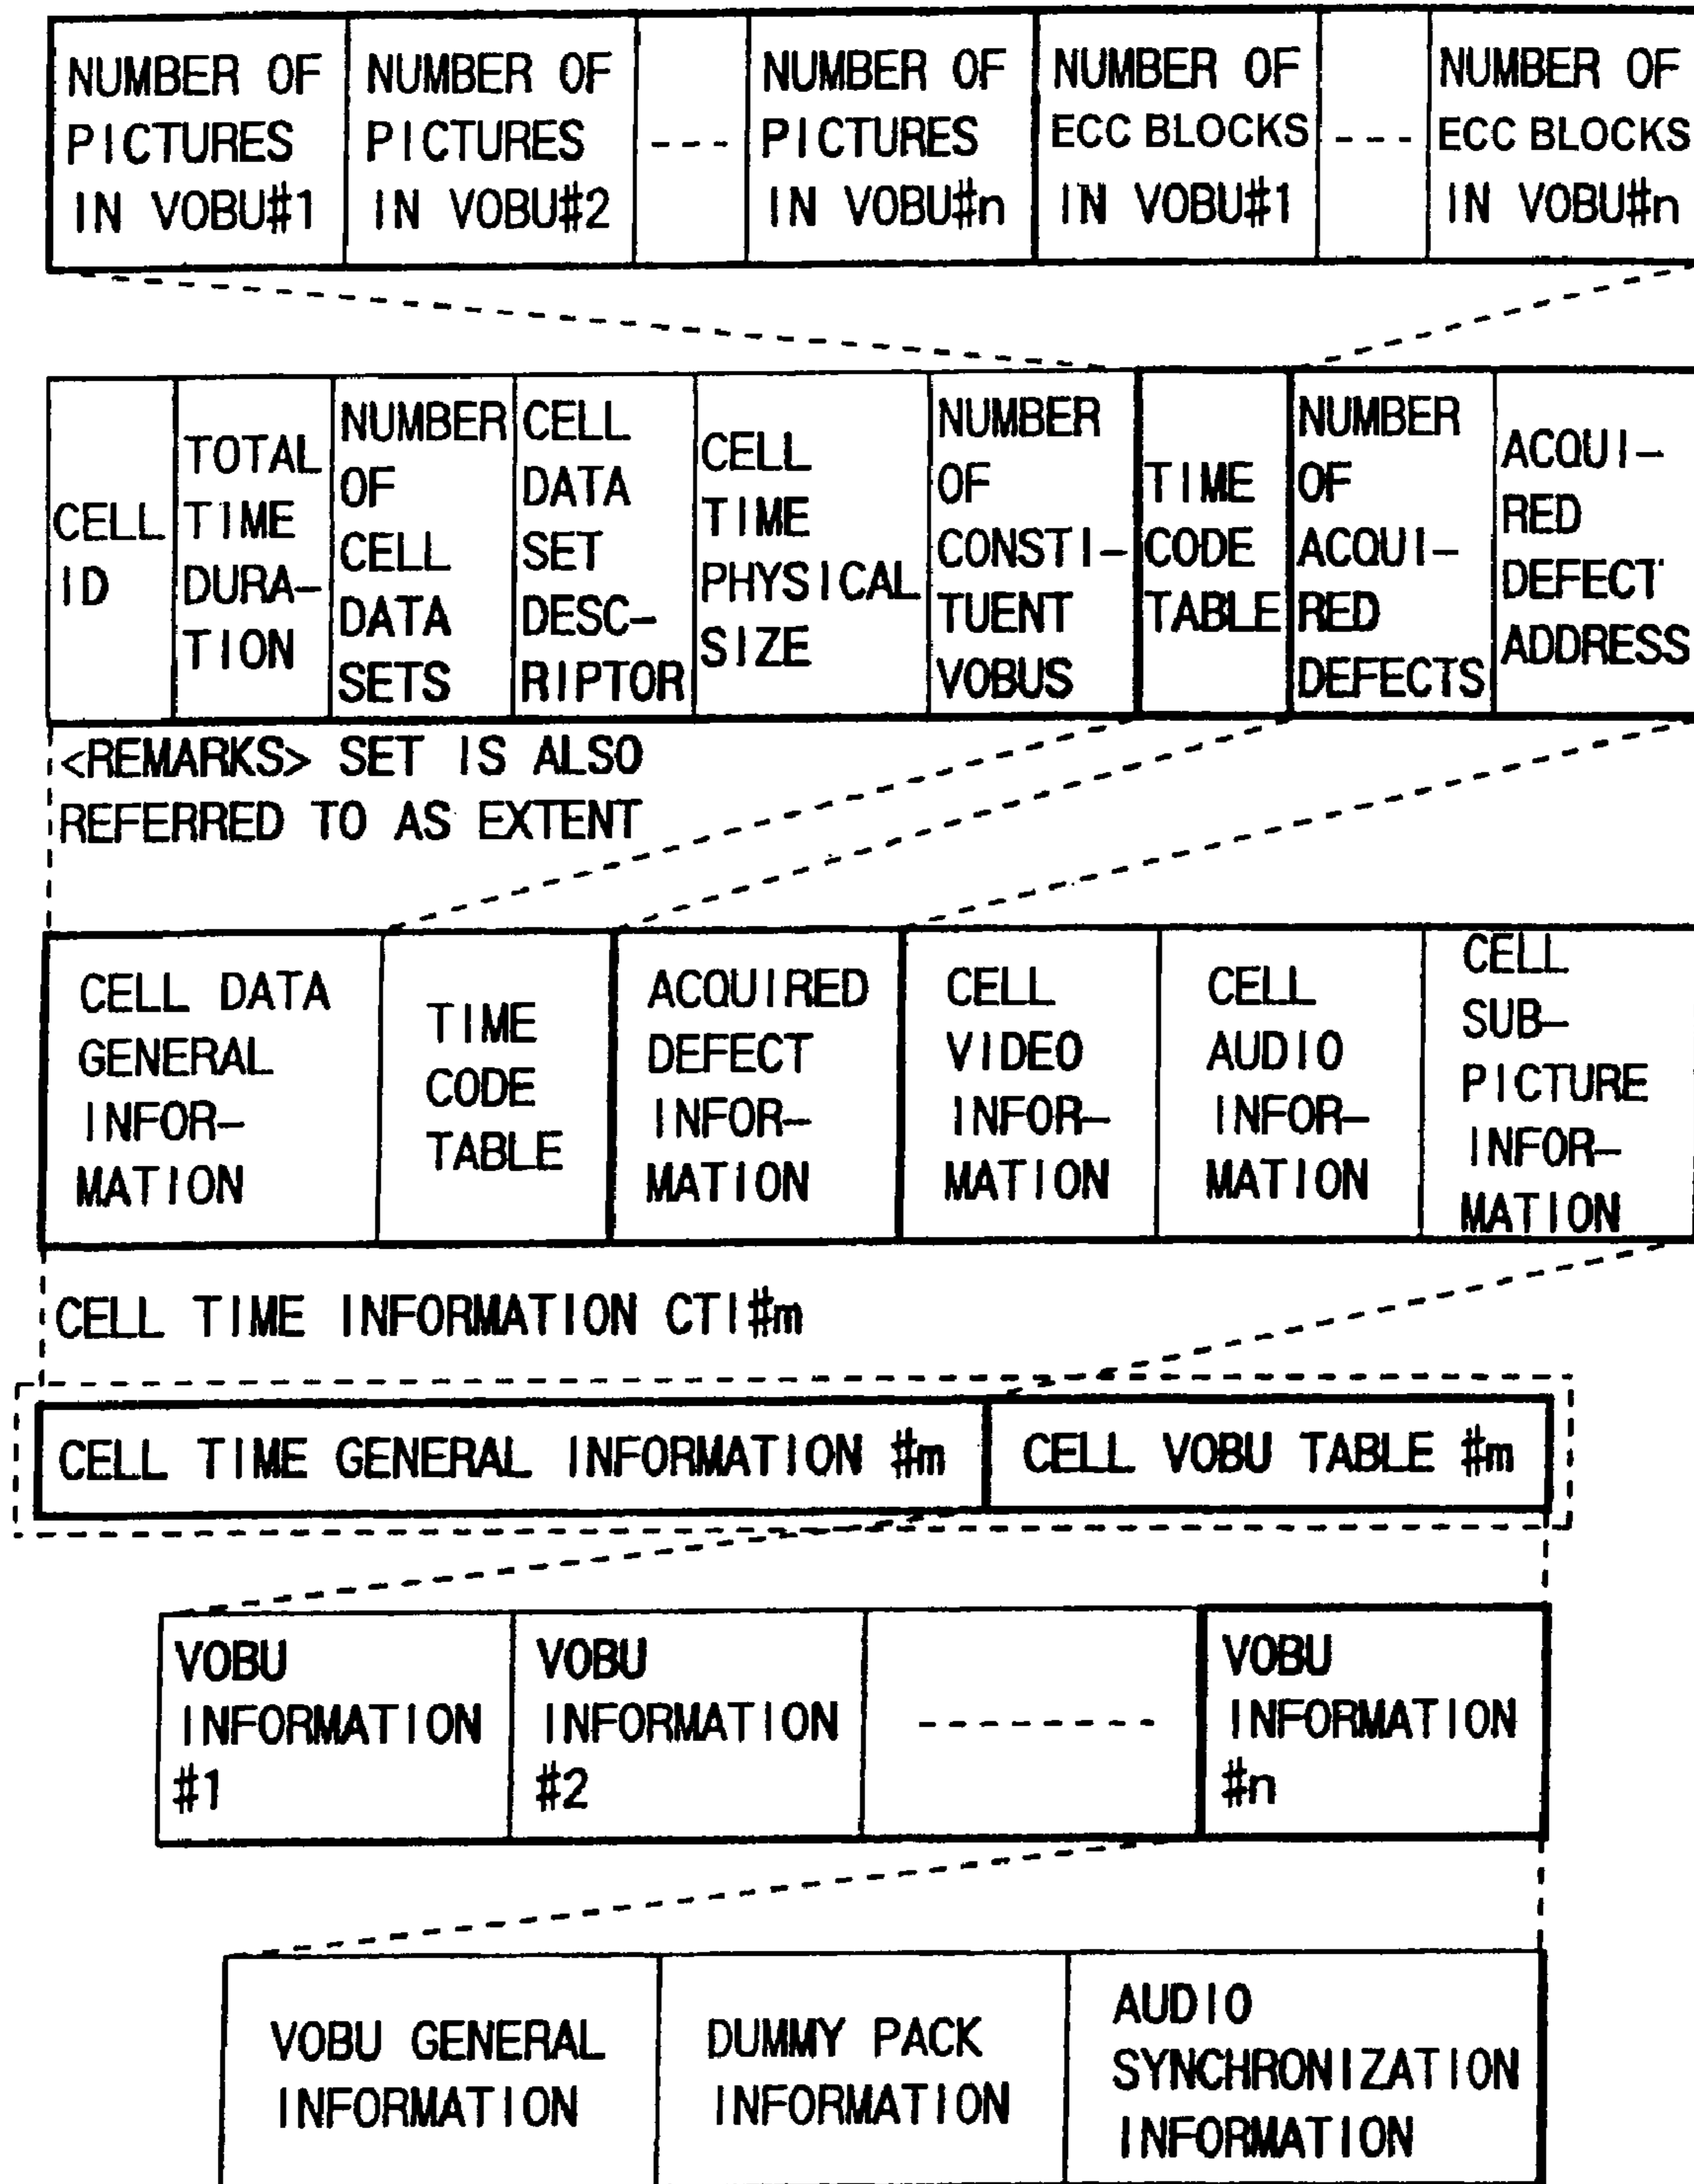 NUMBER OF
PICTURES
IN VOBU#1
NUMBER OF
PICTURES
IN VOBU#2
---
NUMBER OF
PICTURES
IN VOBU#n
NUMBER OF
ECC BLOCKS
IN VOBU#1
---
NUMBER OF
ECC BLOCKS
IN VOBU#n
CELL
ID
TOTAL
TIME
DURA-
TION
NUMBER
OF
CELL
DATA
SETS
CELL
DATA
SET
DESC-
RIPTOR
CELL
TIME
PHYSICAL
SIZE
NUMBER
OF
CONSTI-
TUENT
VOBUS
TIME
CODE
TABLE
NUMBER
OF
ACQUI-
RED
DEFECTS
ACQUI-
RED
DEFECT
ADDRESS
<REMARKS> SET IS ALSO
REFERRED TO AS EXTENT
CELL DATA
GENERAL
INFOR-
MATION
TIME
CODE
TABLE
ACQUIRED
DEFECT
INFOR-
MATION
CELL
VIDEO
INFOR-
MATION
CELL
AUDIO
INFOR-
MATION
CELL
SUB-
PICTURE
INFOR-
MATION
CELL TIME INFORMATION CTI#m
CELL TIME GENERAL INFORMATION #m
CELL VOBU TABLE #m
VOBU
INFORMATION
#1
VOBU
INFORMATION
#2
---------
VOBU
INFORMATION
#n
VOBU GENERAL
INFORMATION
DUMMY PACK
INFORMATION
AUDIO
SYNCHRONIZATION
INFORMATION